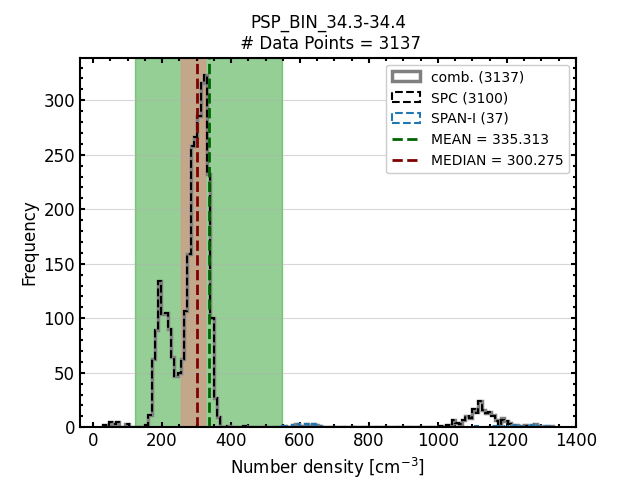 PSP_BIN_34.3-34.4
# Data Points = 3137
comb. (3137)
SPC (3100)
SPAN-I (37)
MEAN = 335.313
MEDIAN = 300.275
Frequency
300
250
200
150
100
50
0
0 200 400 600 800 1000 1200 1400
Number density [cm⁻³]